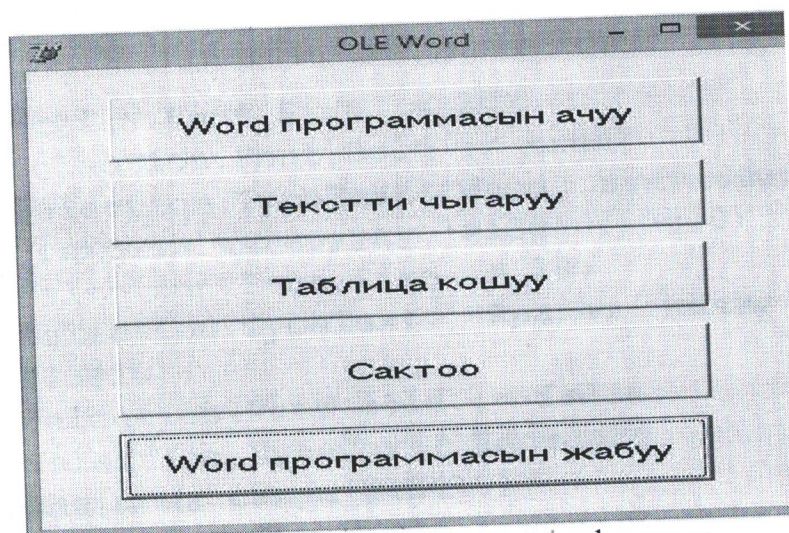 OLE Word
Word программасын ачуу
Текстти чыгаруу
Таблица кошуу
Сактоо
Word программасын жабуу